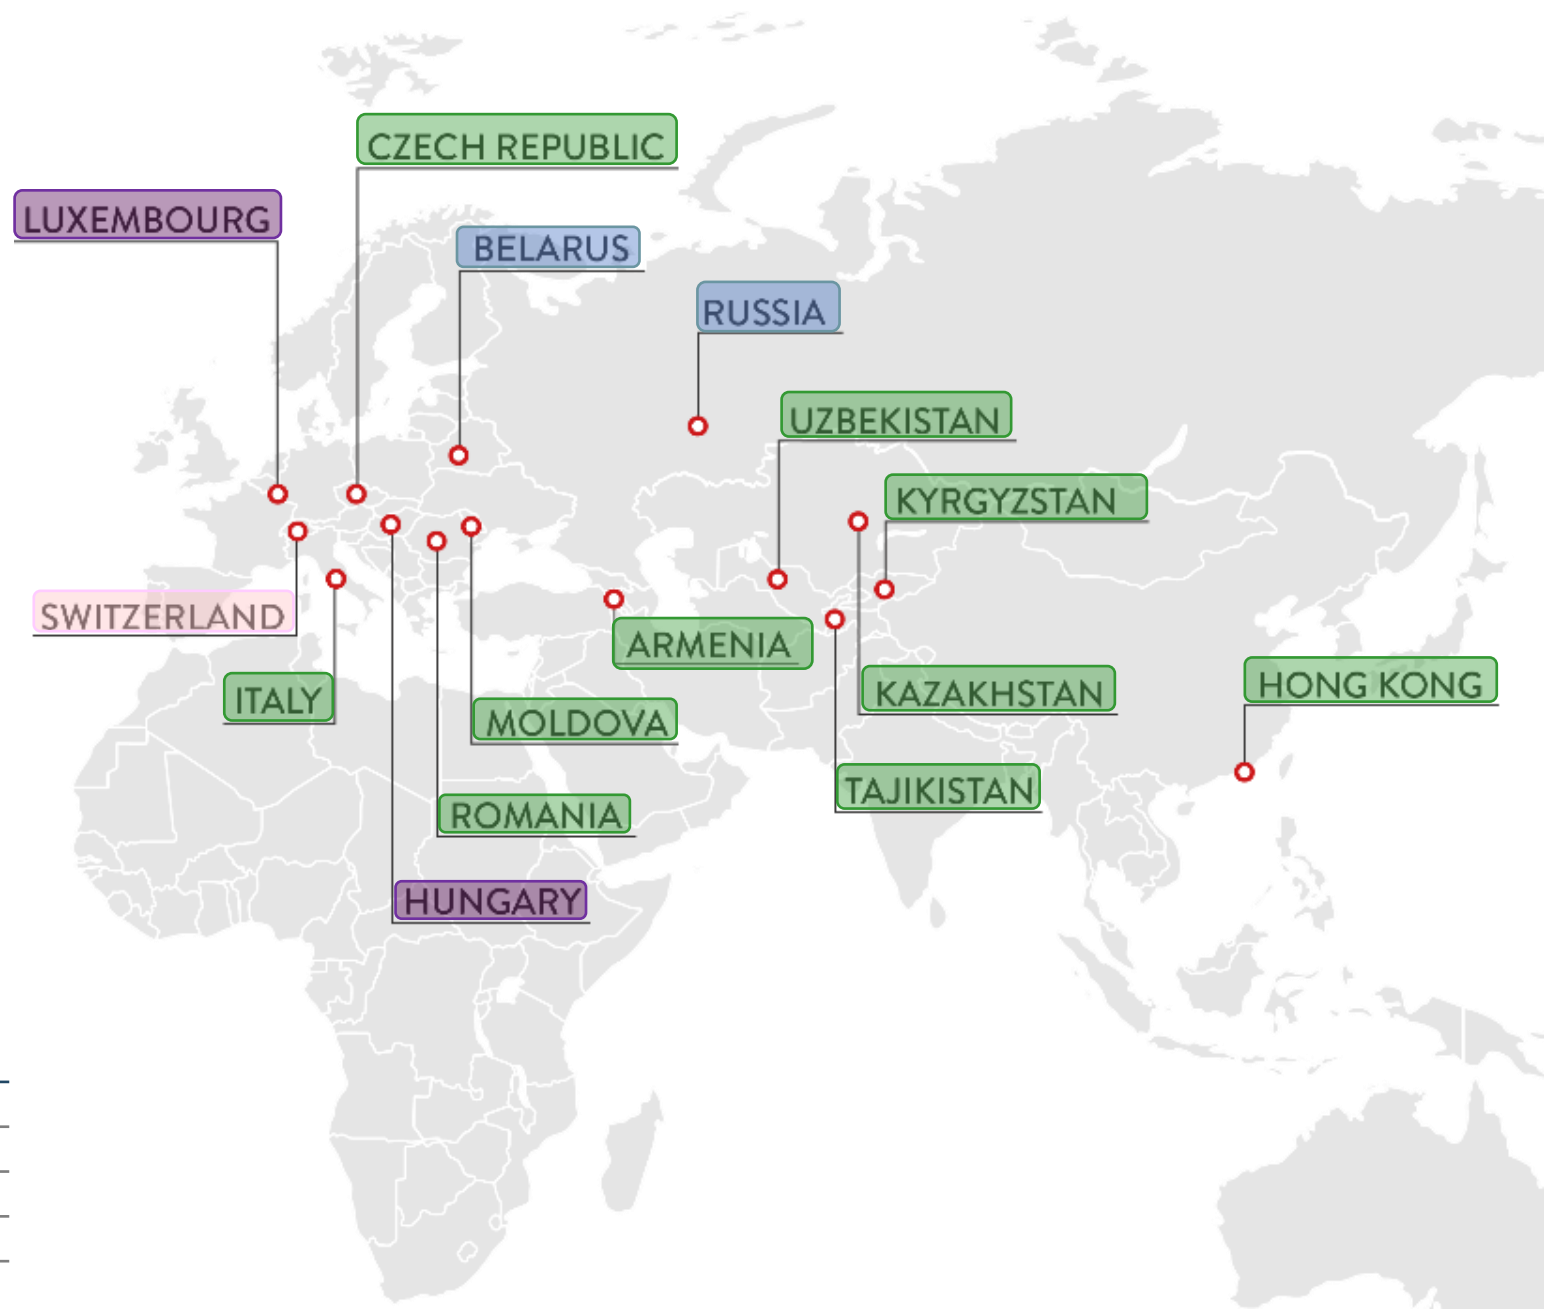 CZECH REPUBLIC
LUXEMBOURG
BELARUS
RUSSIA
UZBEKISTAN
KYRGYZSTAN
SWITZERLAND
ARMENIA
ITALY
KAZAKHSTAN
HONG KONG
MOLDOVA
TAJIKISTAN
ROMANIA
HUNGARY